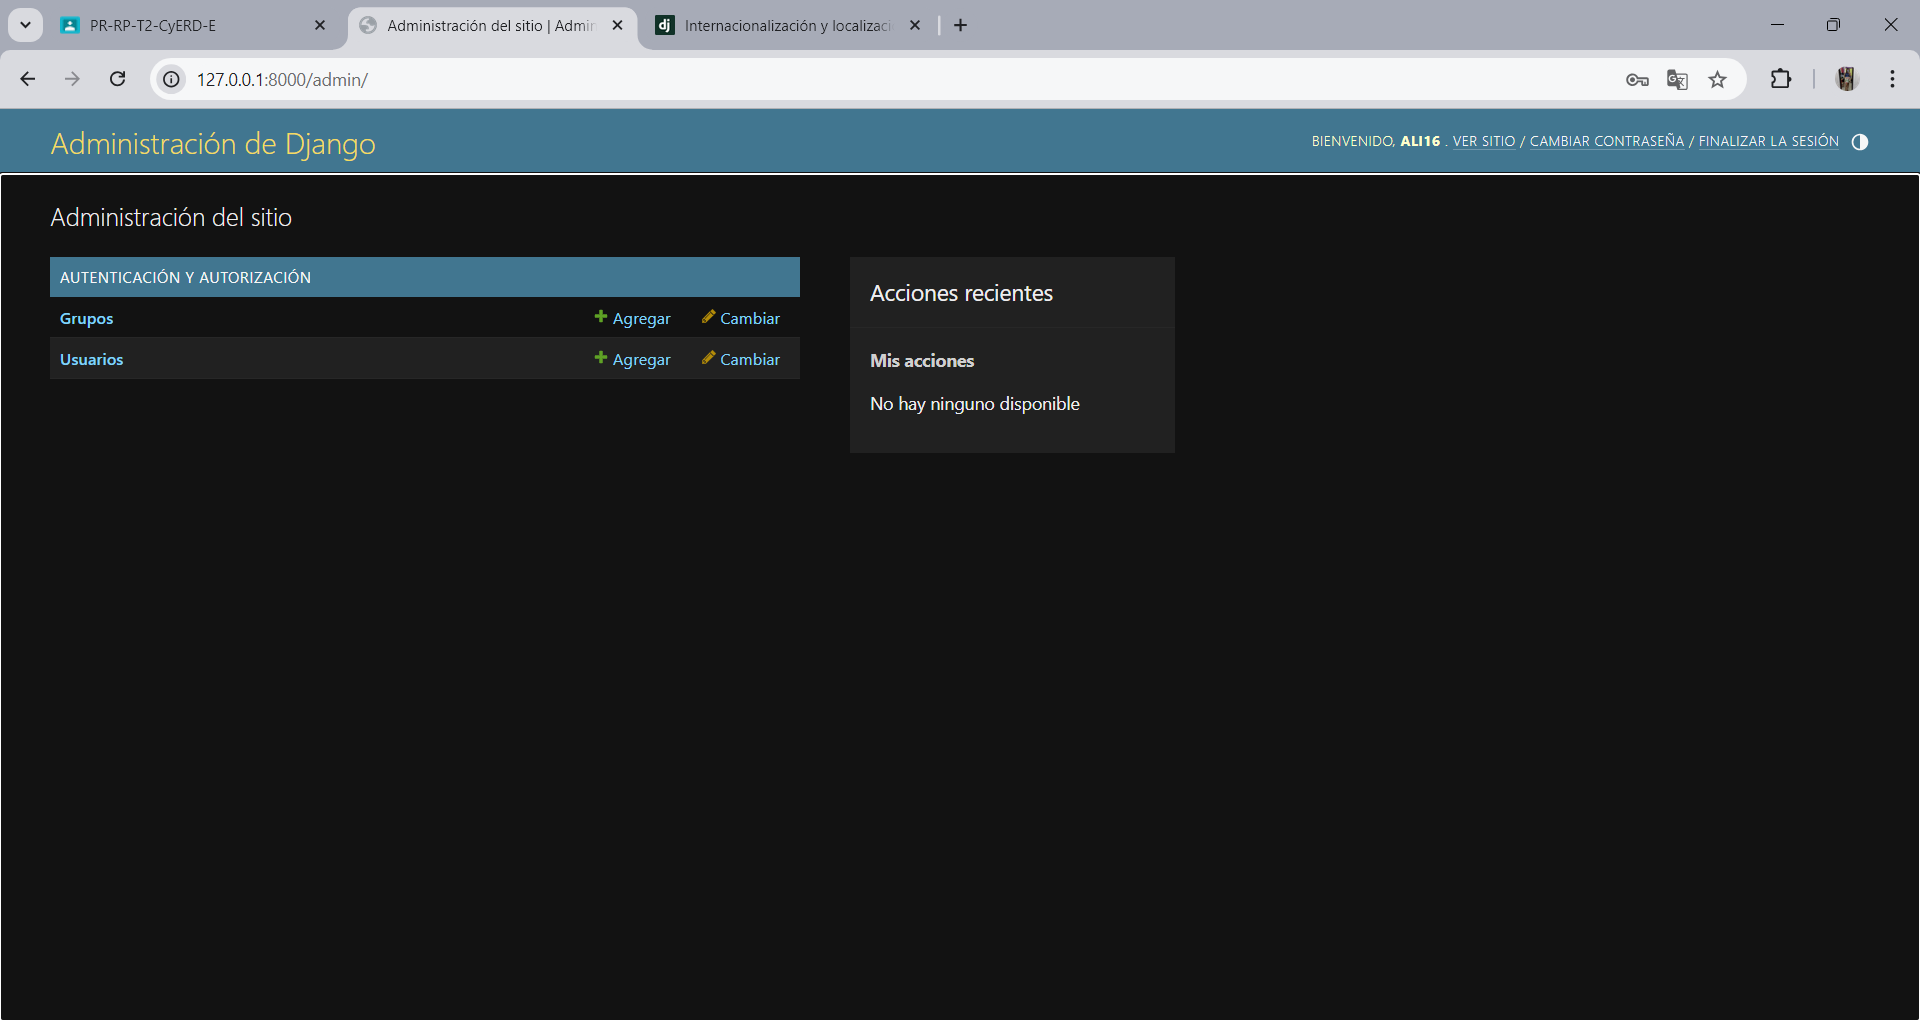 PR-RP-T2-CyERD-E
Administración del sitio | Admin
Internacionalización y localizaci
127.0.0.1:8000/admin/
Administración de Django
BIENVENIDO, ALI16 . VER SITIO / CAMBIAR CONTRASEÑA / FINALIZAR LA SESIÓN
Administración del sitio
AUTENTICACIÓN Y AUTORIZACIÓN
Grupos Agregar Cambiar
Usuarios Agregar Cambiar
Acciones recientes
Mis acciones
No hay ninguno disponible